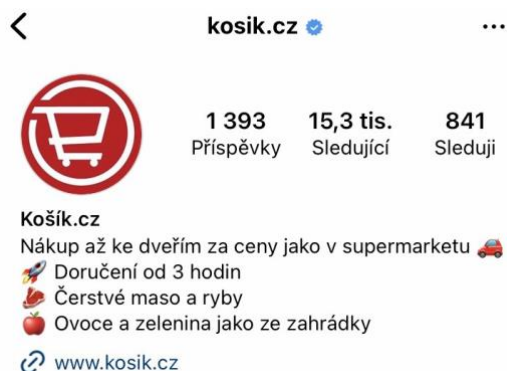 kosik.cz
1 393 15,3 tis. 841
Příspěvky Sledující Sleduji
Košík.cz
Nákup až ke dveřím za ceny jako v supermarketu 🚗
🚀 Doručení od 3 hodin
🥩 Čerstvé maso a ryby
🍎 Ovoce a zelenina jako ze zahrádky
www.kosik.cz